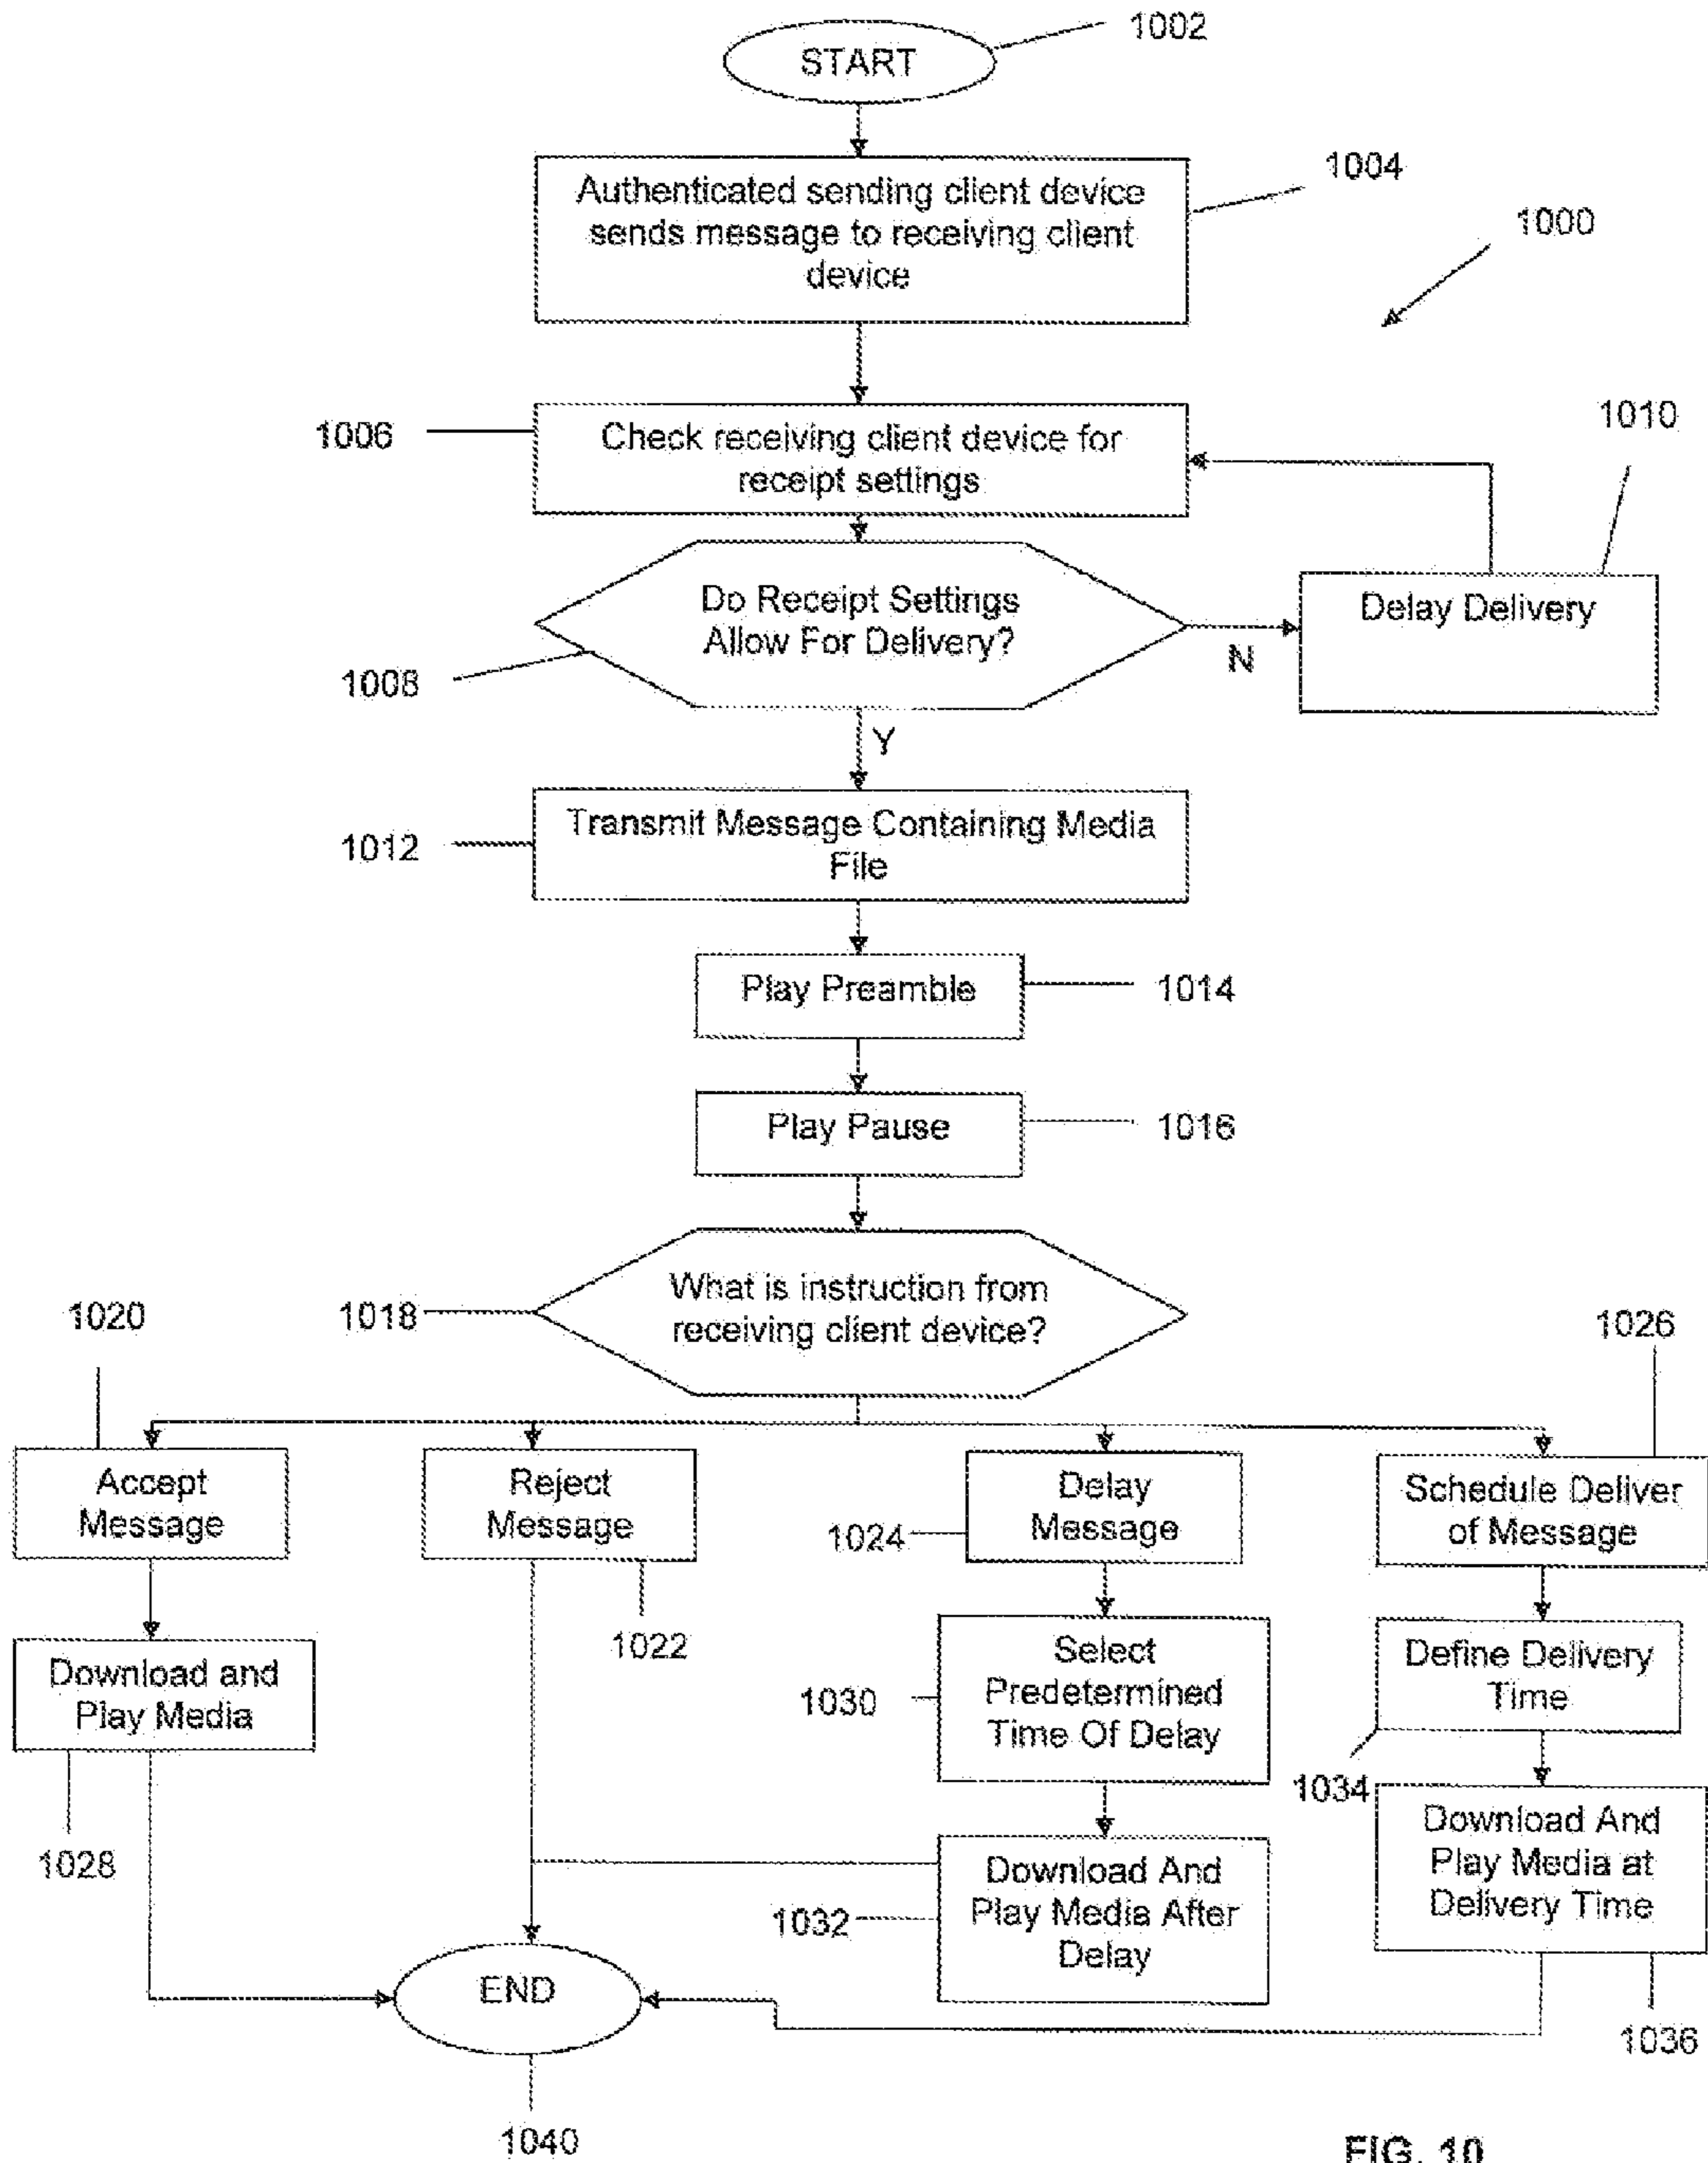 START
1002
Authenticated sending client device
sends message to receiving client
device
1004
1000
1006
Check receiving client device for
receipt settings
1010
Do Receipt Settings
Allow For Delivery?
1008
N
Delay Delivery
Y
1012
Transmit Message Containing Media
File
Play Preamble
1014
Play Pause
1016
1018
What is instruction from
receiving client device?
1020
1026
Accept
Message
Reject
Message
1022
1024
Delay
Message
Schedule Deliver
of Message
Download and
Play Media
1028
1030
Select
Predetermined
Time Of Delay
Define Delivery
Time
1034
1032
Download And
Play Media After
Delay
Download And
Play Media at
Delivery Time
1036
END
1040
FIG. 10